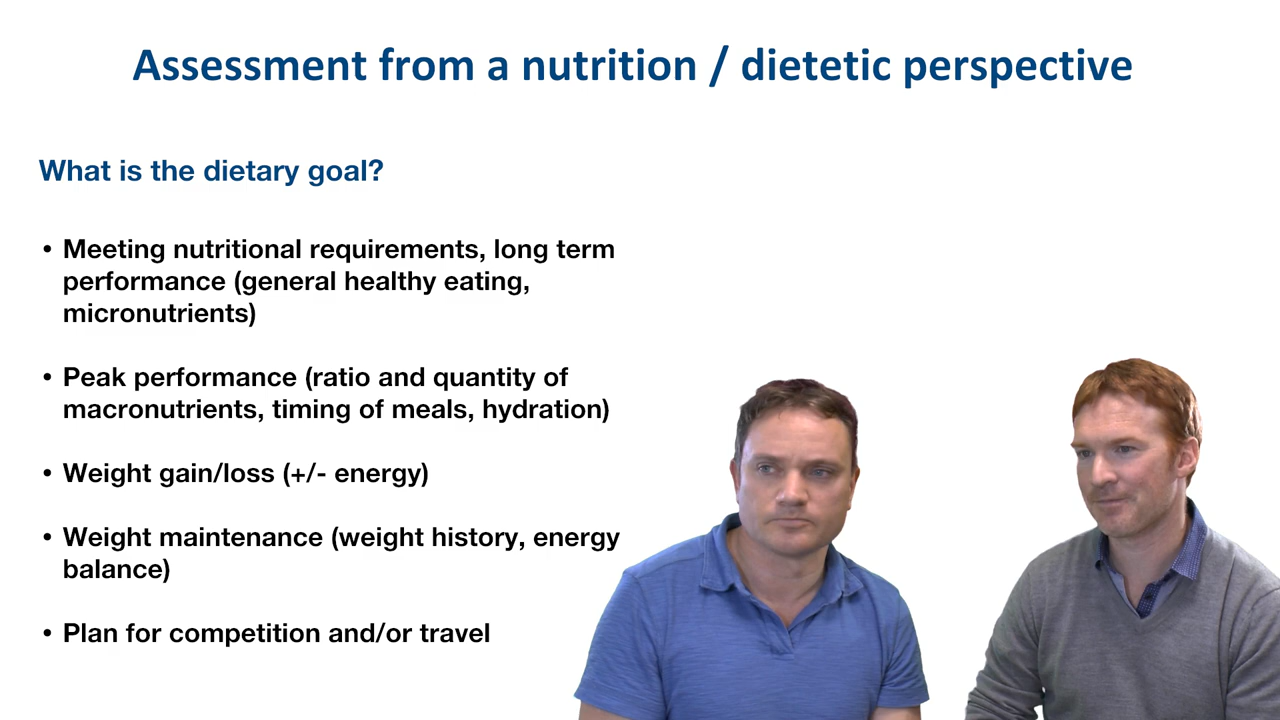 Assessment from a nutrition / dietetic perspective
What is the dietary goal?
• Meeting nutritional requirements, long term
performance (general healthy eating,
micronutrients)
• Peak performance (ratio and quantity of
macronutrients, timing of meals, hydration)
• Weight gain/loss (+/- energy)
• Weight maintenance (weight history, energy
balance)
• Plan for competition and/or travel